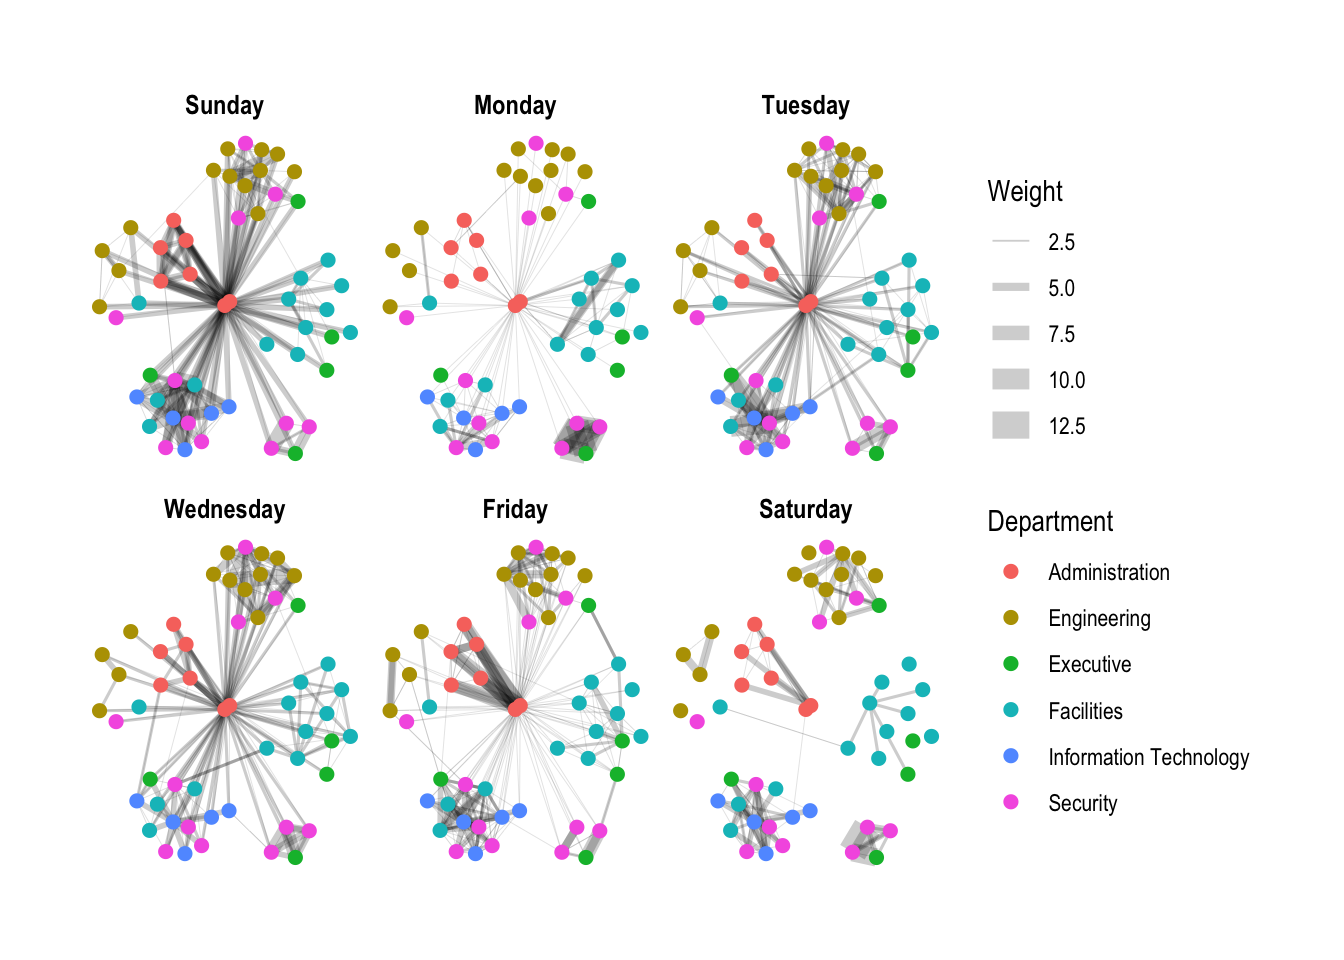 Sunday
Monday
Tuesday
Wednesday
Friday
Saturday
Weight
2.5
5.0
7.5
10.0
12.5
Department
Administration
Engineering
Executive
Facilities
Information Technology
Security